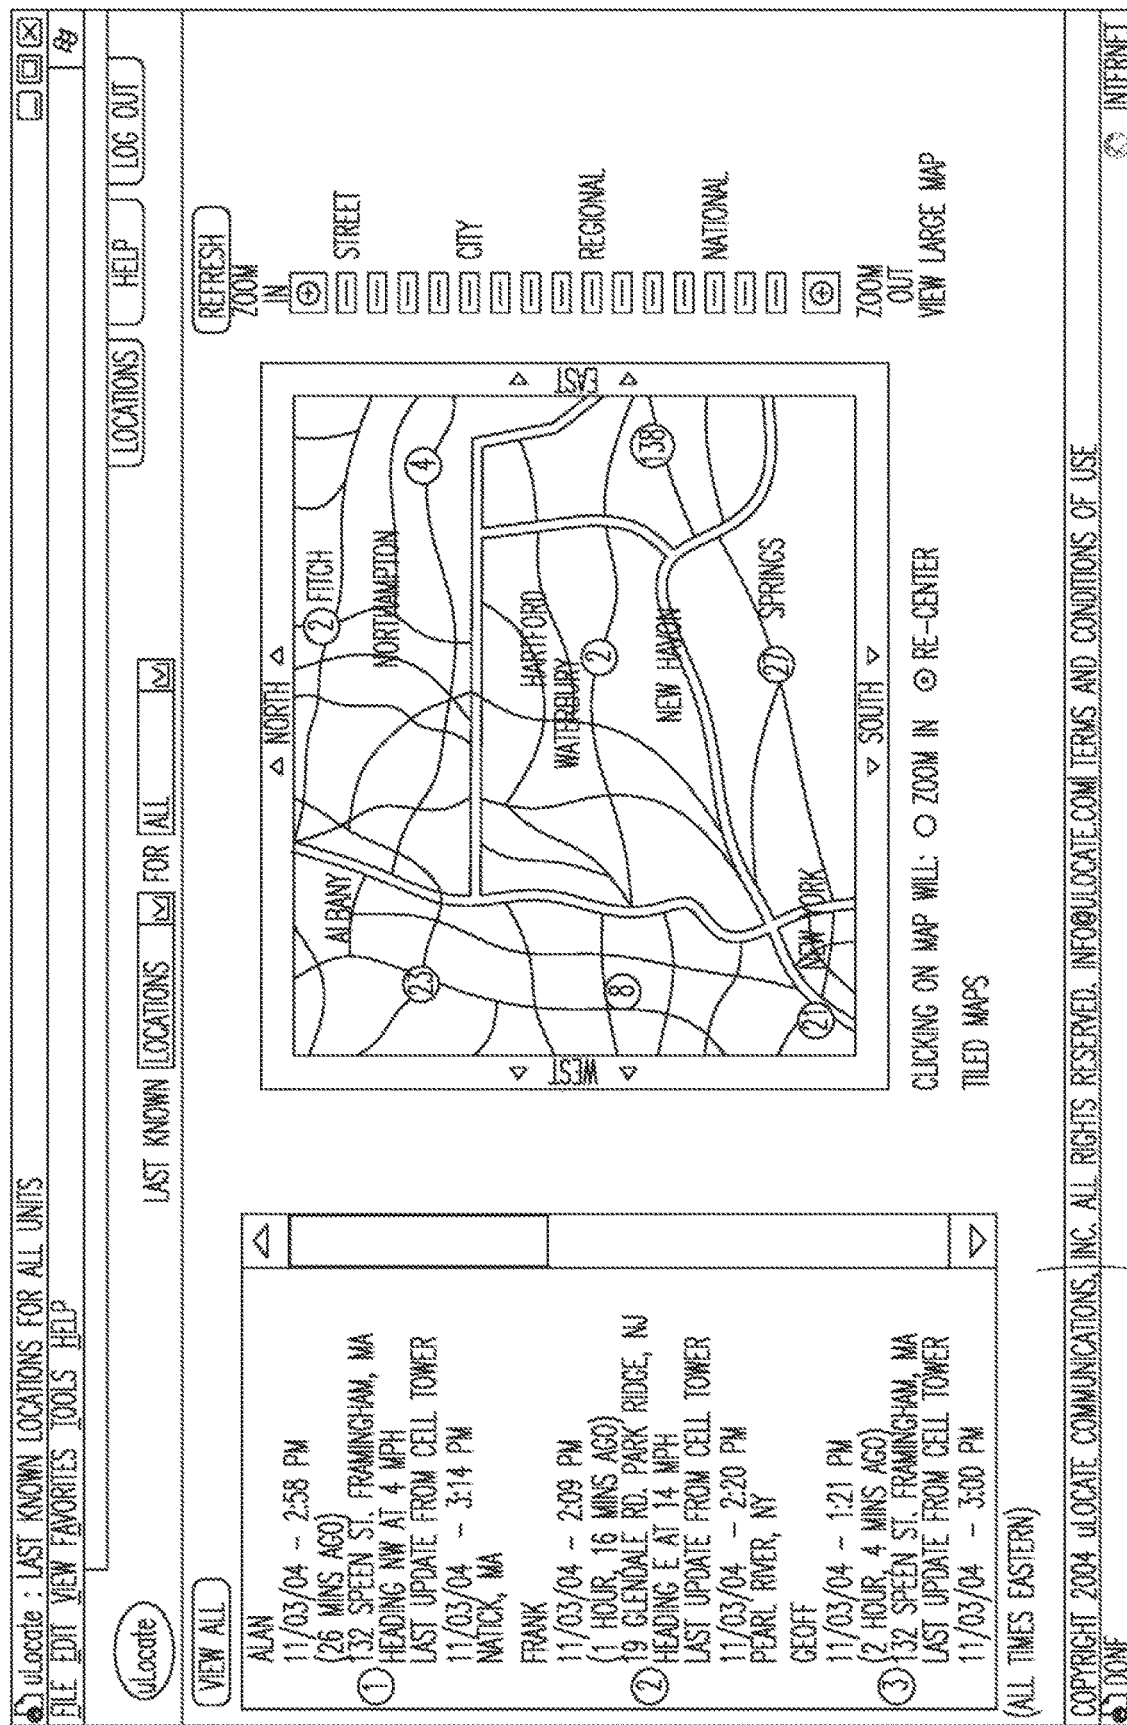 uLocate : LAST KNOWN LOCATIONS FOR ALL UNITS
FILE EDIT VIEW FAVORITES TOOLS HELP
uLocate
LOCATIONS HELP LOG OUT
LAST KNOWN LOCATIONS FOR ALL
VIEW ALL
REFRESH
ALAN
11/03/04 - 2:58 PM
(26 MINS AGO)
132 SPEEN ST. FRAMINGHAM, MA
1 HEADING NW AT 4 MPH
LAST UPDATE FROM CELL TOWER
11/03/04 - 3:14 PM
NATICK, MA
FRANK
11/03/04 - 2:09 PM
(1 HOUR, 16 MINS AGO)
19 GLENDALE RD. PARK RIDGE, NJ
2 HEADING E AT 14 MPH
LAST UPDATE FROM CELL TOWER
11/03/04 - 2:20 PM
PEARL RIVER, NY
GEOFF
11/03/04 - 1:21 PM
(2 HOUR, 4 MINS AGO)
3 132 SPEEN ST. FRAMINGHAM, MA
LAST UPDATE FROM CELL TOWER
11/03/04 - 3:00 PM
(ALL TIMES EASTERN)
NORTH
ALBANY
2 FITCH
NORTHAMPTON
23
4
WEST
EAST
HARTFORD
WATERBURY
8
2
138
NEW HAVON
SPRINGS
27
NEW YORK
21
SOUTH
CLICKING ON MAP WILL: ZOOM IN RE-CENTER
TILED MAPS
ZOOM
IN
STREET
CITY
REGIONAL
NATIONAL
ZOOM
OUT
VIEW LARGE MAP
COPYRIGHT 2004 uLOCATE COMMUNICATIONS, INC. ALL RIGHTS RESERVED. INFO@ULOCATE.COM| TERMS AND CONDITIONS OF USE
DONE
INTERNET